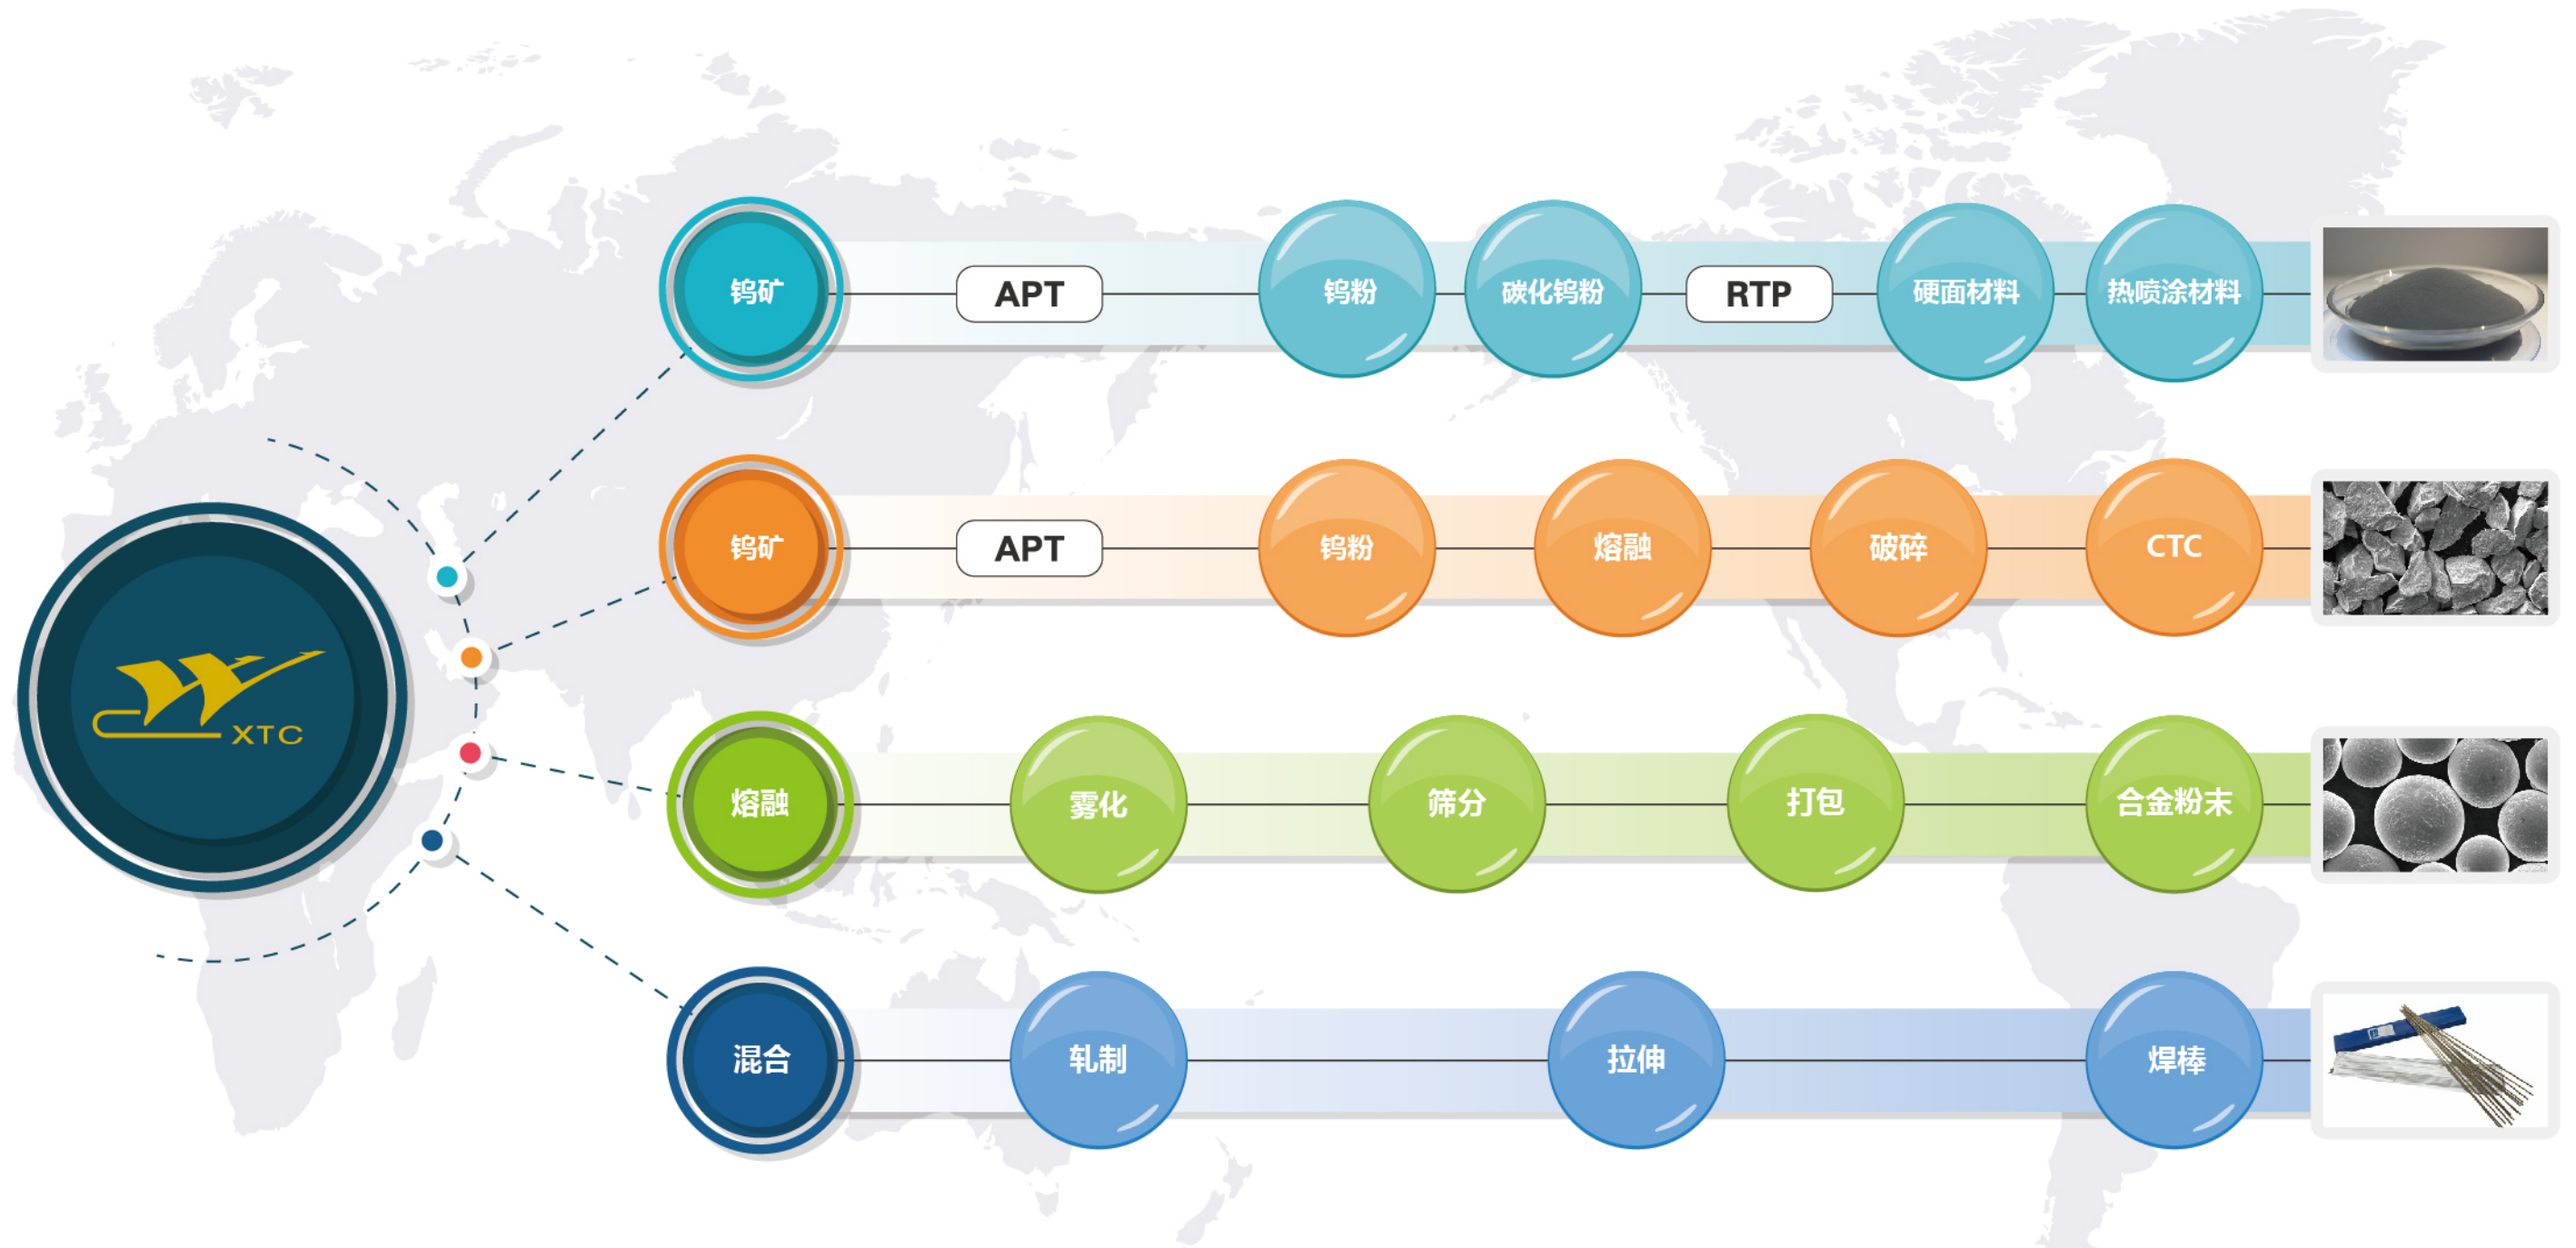 XTC
钨矿
APT
钨粉
碳化钨粉
RTP
硬面材料
热喷涂材料
钨矿
APT
钨粉
熔融
破碎
CTC
熔融
雾化
筛分
打包
合金粉末
混合
轧制
拉伸
焊棒